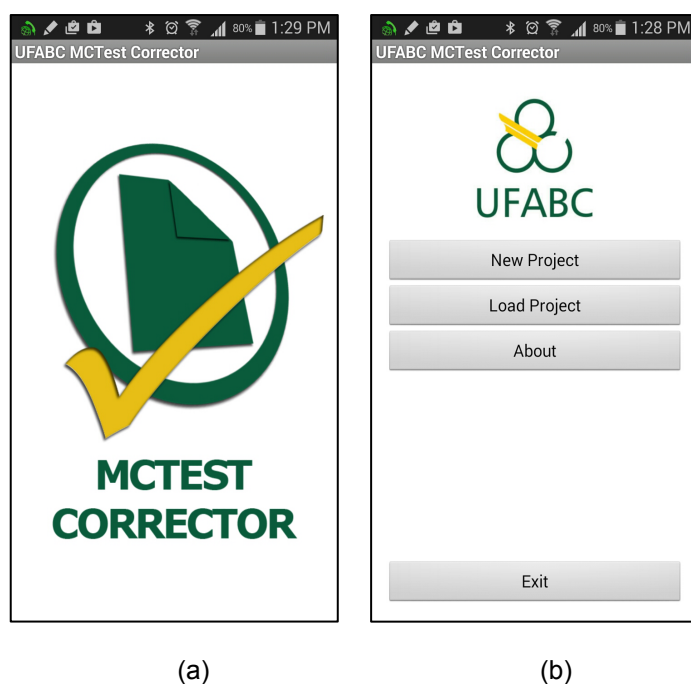 80% 1:29 PM
UFABC MCTest Corrector
MCTEST
CORRECTOR
(a)
80% 1:28 PM
UFABC MCTest Corrector
UFABC
New Project
Load Project
About
Exit
(b)